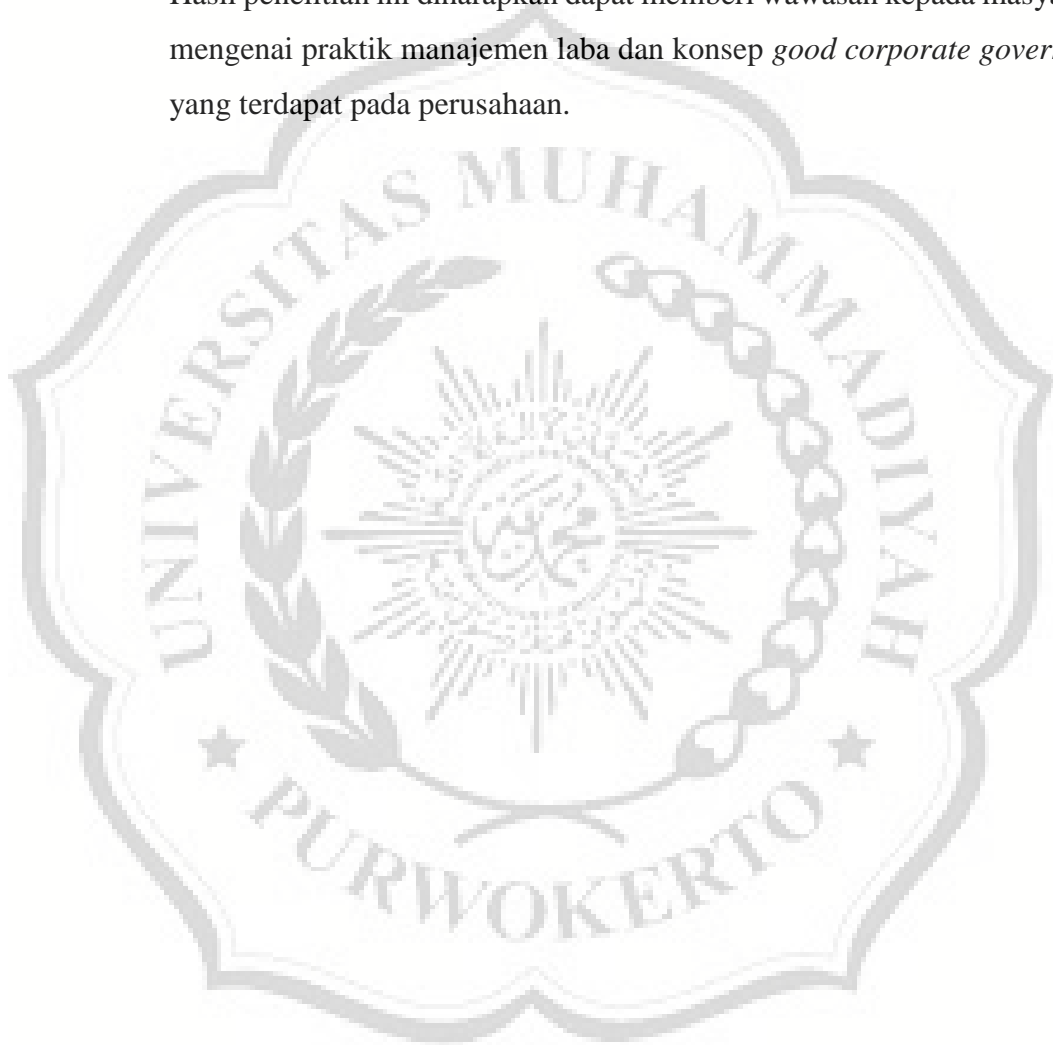 Hasil penelitian ini diharapkan dapat memberi wawasan kepada
mengenai praktik manajemen laba dan konsep good corporate
yang terdapat pada perusahaan.
UNIVERSITAS MUHAMMADIYAH
PURWOKERTO